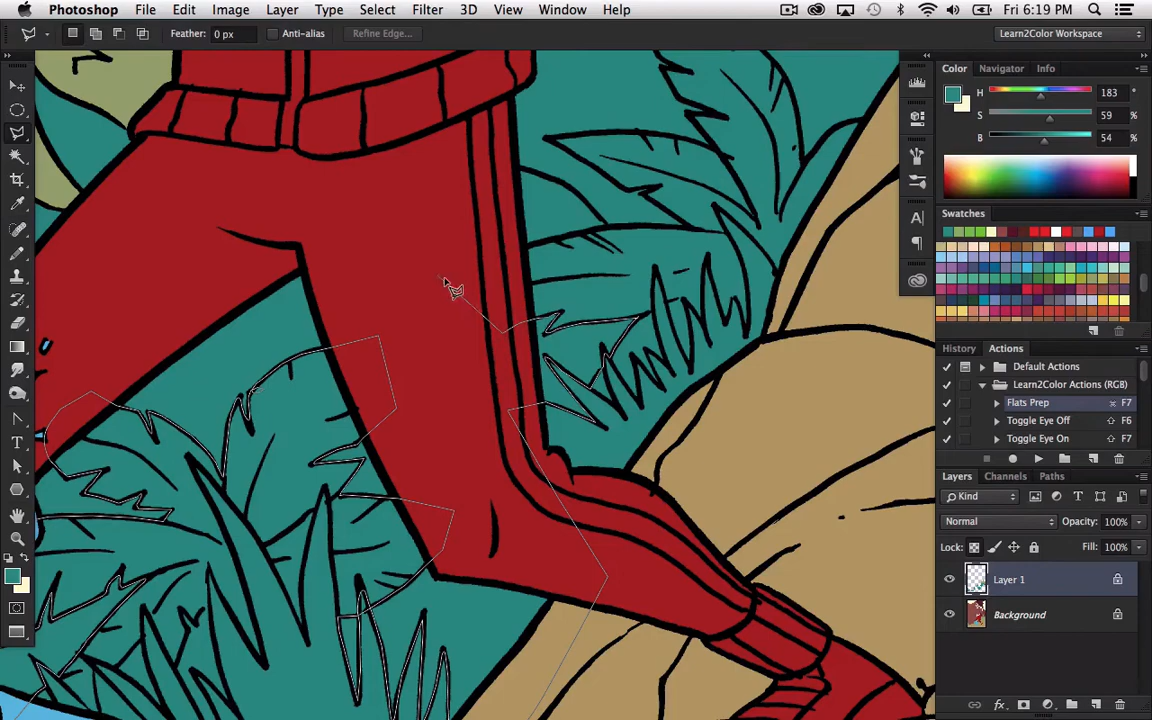 Photoshop File Edit Image Layer Type Select Filter 3D View Window Help Fri 6:19 PM
Feather: 0 px Anti-alias Refine Edge... Learn2Color Workspace
Color Navigator Info
H 183 °
S 59 %
B 54 %
Swatches
History Actions
Default Actions
Learn2Color Actions (RGB)
Flats Prep F7
Toggle Eye Off F6
Toggle Eye On F7
Layers Channels Paths
Kind
Normal Opacity: 100%
Lock: Fill: 100%
Layer 1
Background